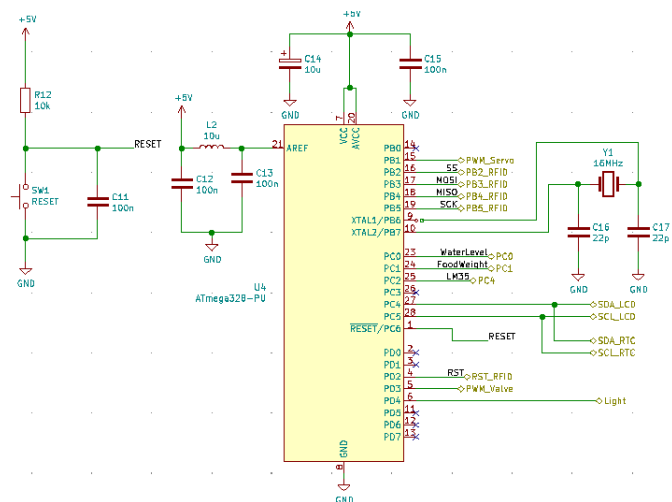 +5V
R12
10k
RESET
SW1
RESET
C11
100n
GND
+5V
L2
10u
C12
100n
C13
100n
GND
+5V
C14
10u
GND
C15
100n
GND
U4
ATmega328-PU
21 AREF
7 VCC
20 AVCC
PB0 14
PB1 15 PWM_Servo
PB2 16 SS PB2_RFID
PB3 17 MOSI PB3_RFID
PB4 18 MISO PB4_RFID
PB5 19 SCK PB5_RFID
XTAL1/PB6 9
XTAL2/PB7 10
PC0 23 WaterLevel PC0
PC1 24 FoodWeight PC1
PC2 25 LM35 PC4
PC3 26
PC4 27 SDA_LCD
PC5 28 SCL_LCD
RESET/PC6 1 RESET
SDA_RTC
SCL_RTC
PD0 2
PD1 3
PD2 4 RST RST_RFID
PD3 5 PWM_Valve
PD4 6 Light
PD5 11
PD6 12
PD7 13
GND
8
GND
Y1
16MHz
C16
22p
C17
22p
GND
GND